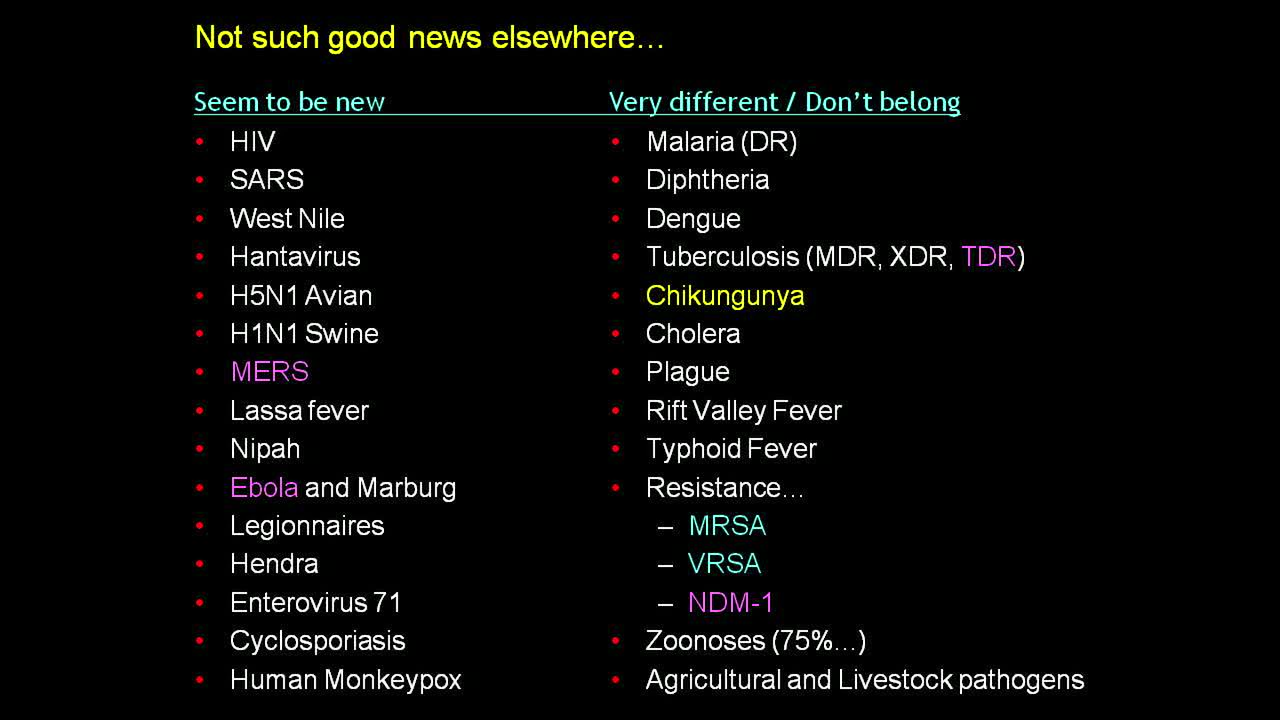 Not such good news elsewhere…
Seem to be new
HIV
SARS
West Nile
Hantavirus
H5N1 Avian
H1N1 Swine
MERS
Lassa fever
Nipah
Ebola and Marburg
Legionnaires
Hendra
Enterovirus 71
Cyclosporiasis
Human Monkeypox
Very different / Don't belong
Malaria (DR)
Diphtheria
Dengue
Tuberculosis (MDR, XDR, TDR)
Chikungunya
Cholera
Plague
Rift Valley Fever
Typhoid Fever
Resistance…
– MRSA
– VRSA
– NDM-1
Zoonoses (75%…)
Agricultural and Livestock pathogens